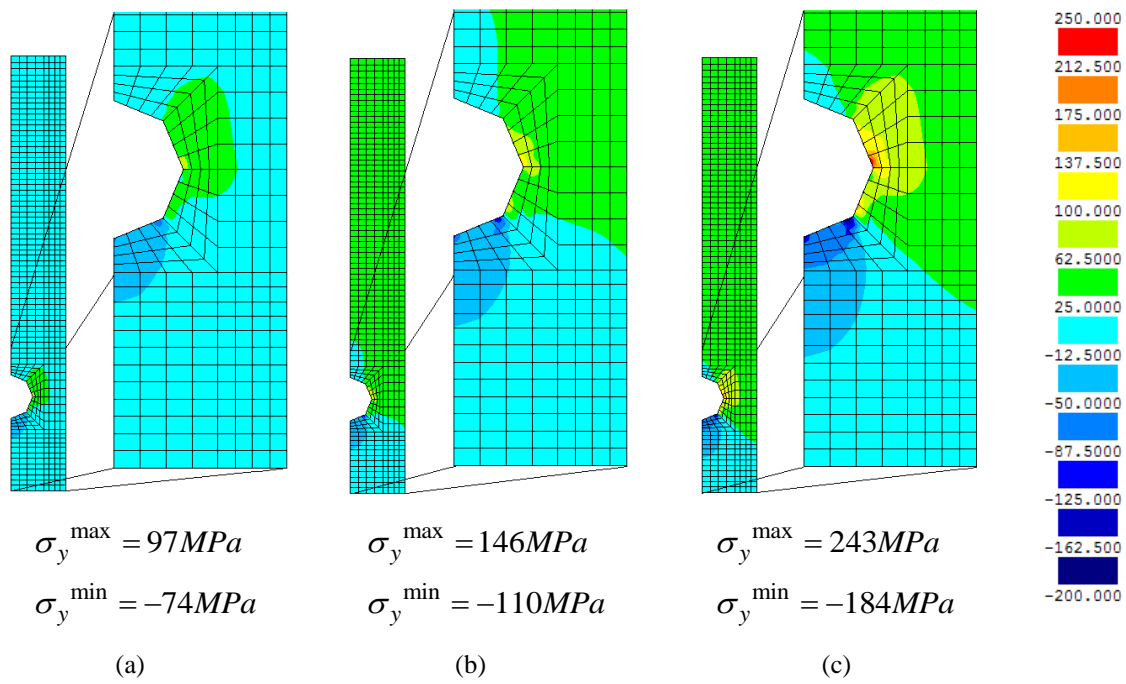 250.000
212.500
175.000
137.500
100.000
62.5000
25.0000
-12.5000
-50.0000
-87.5000
-125.000
-162.500
-200.000
σy max = 97MPa
σy min = −74MPa
(a)
σy max = 146MPa
σy min = −110MPa
(b)
σy max = 243MPa
σy min = −184MPa
(c)